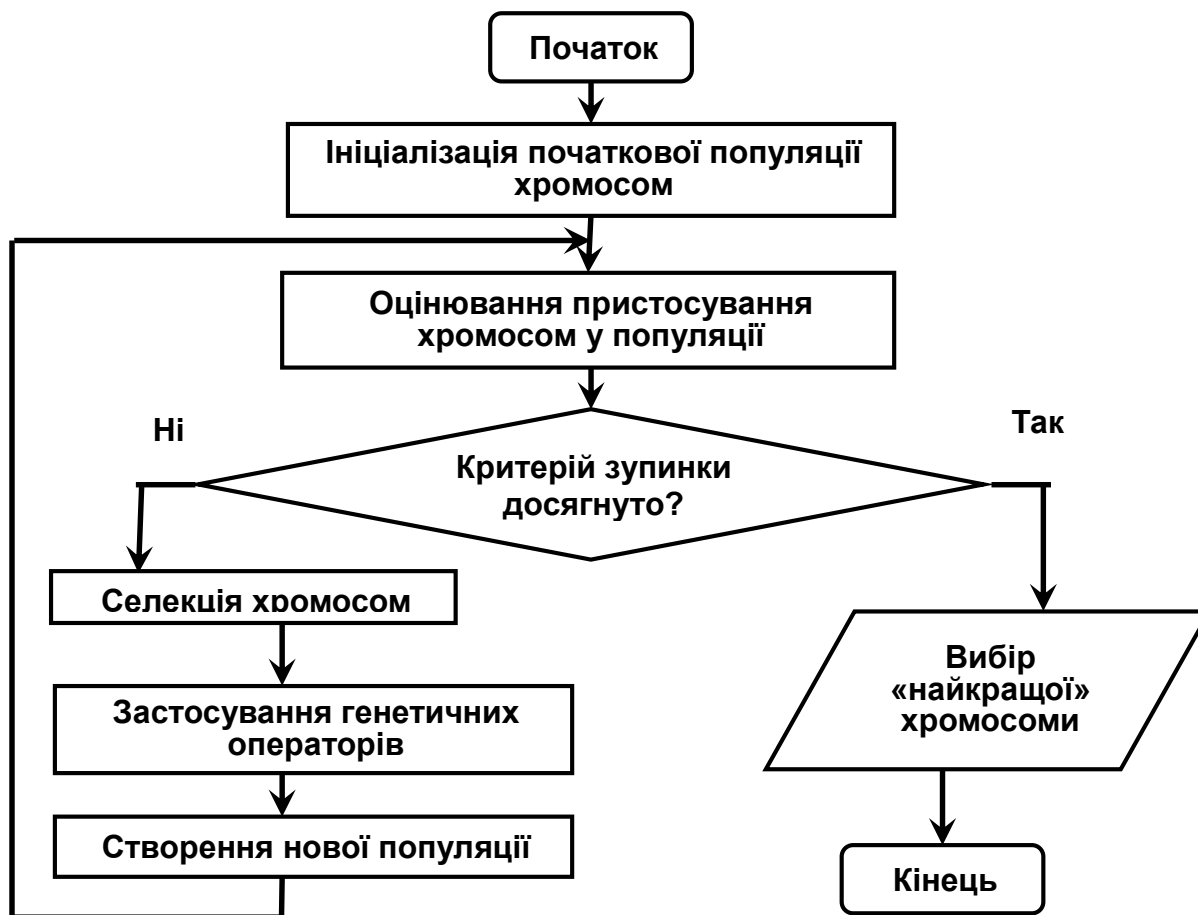 Початок
Ініціалізація початкової популяції
хромосом
Оцінювання пристосування
хромосом у популяції
Ні
Так
Критерій зупинки
досягнуто?
Селекція хромосом
Вибір
«найкращої»
хромосоми
Застосування генетичних
операторів
Створення нової популяції
Кінець